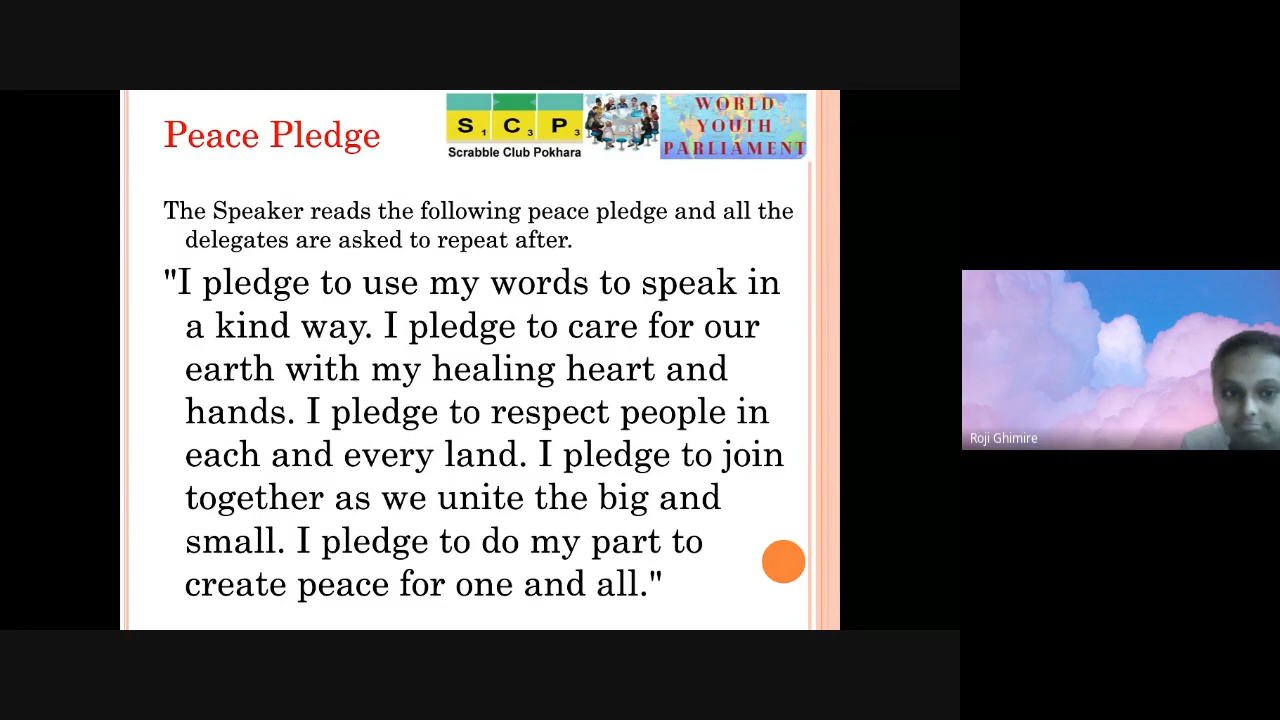 Peace Pledge
S1 C3 P3
Scrabble Club Pokhara
WORLD
YOUTH
PARLIAMENT
The Speaker reads the following peace pledge and all the
delegates are asked to repeat after.
"I pledge to use my words to speak in
a kind way. I pledge to care for our
earth with my healing heart and
hands. I pledge to respect people in
each and every land. I pledge to join
together as we unite the big and
small. I pledge to do my part to
create peace for one and all."
Roji Ghimire